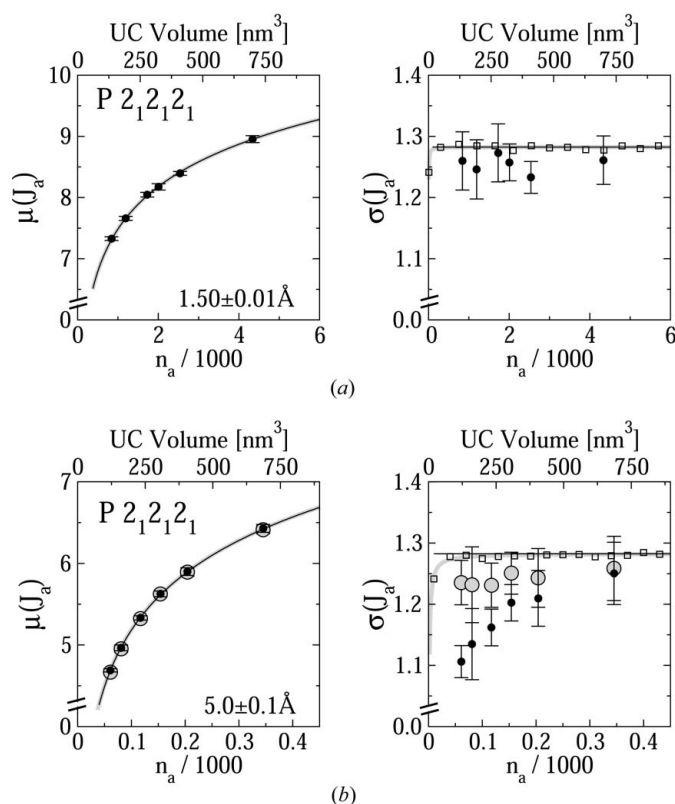 UC Volume [nm³]
0 250 500 750
10
9
8
7
0
μ(Jₐ)
P 2₁2₁2₁
1.50±0.01Å
0 2 4 6
nₐ / 1000
UC Volume [nm³]
0 250 500 750
1.4
1.3
1.2
1.1
0.0
σ(Jₐ)
0 2 4 6
nₐ / 1000
(a)
UC Volume [nm³]
0 250 500 750
7
6
5
0
μ(Jₐ)
P 2₁2₁2₁
5.0±0.1Å
0 0.1 0.2 0.3 0.4
nₐ / 1000
UC Volume [nm³]
0 250 500 750
1.4
1.3
1.2
1.1
0.0
σ(Jₐ)
0 0.1 0.2 0.3 0.4
nₐ / 1000
(b)